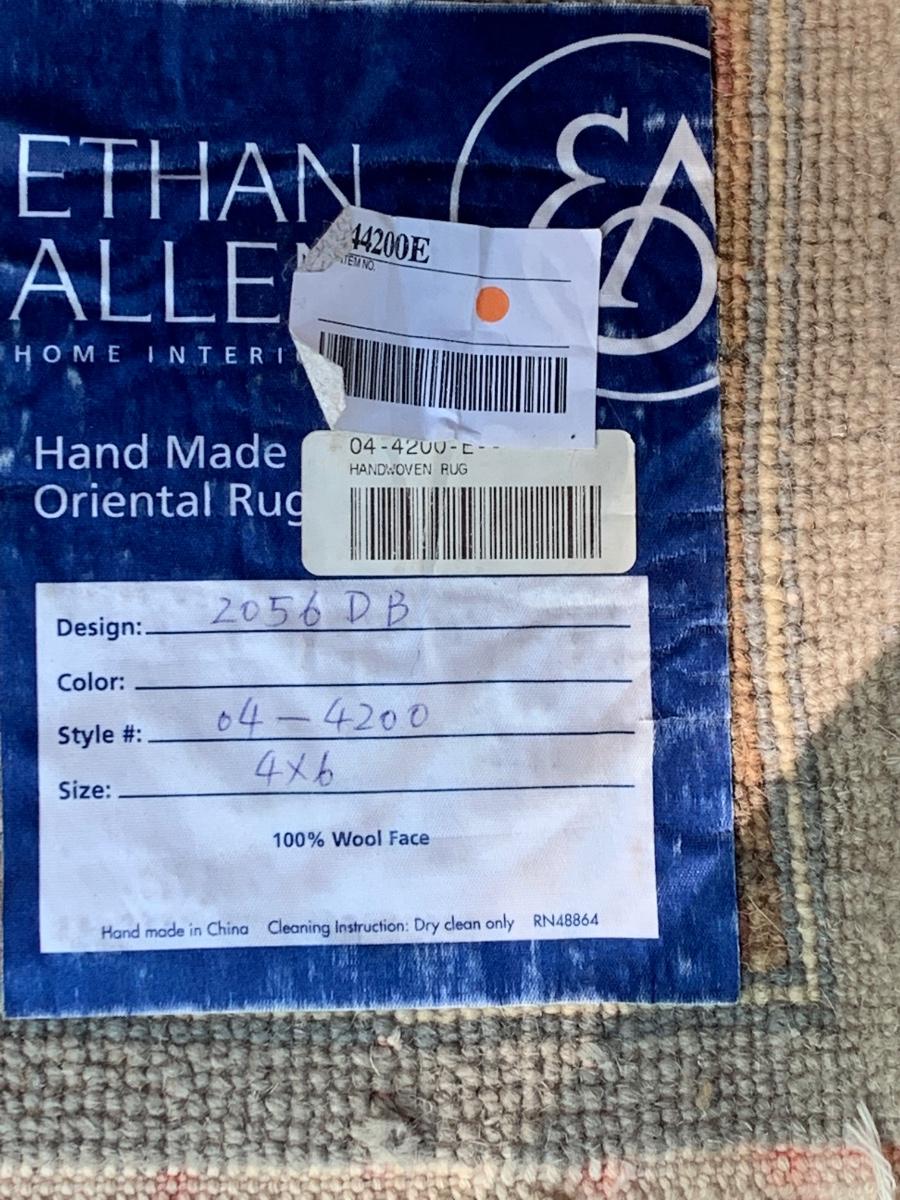 ETHAN
ALLE
HOME INTERI
EA
44200E
ITEM NO.
04-4200-E--
HANDWOVEN RUG
Hand Made
Oriental Rug
Design: 2056 DB
Color:
Style #: 04-4200
Size: 4x6
100% Wool Face
Hand made in China Cleaning Instruction: Dry clean only RN48864